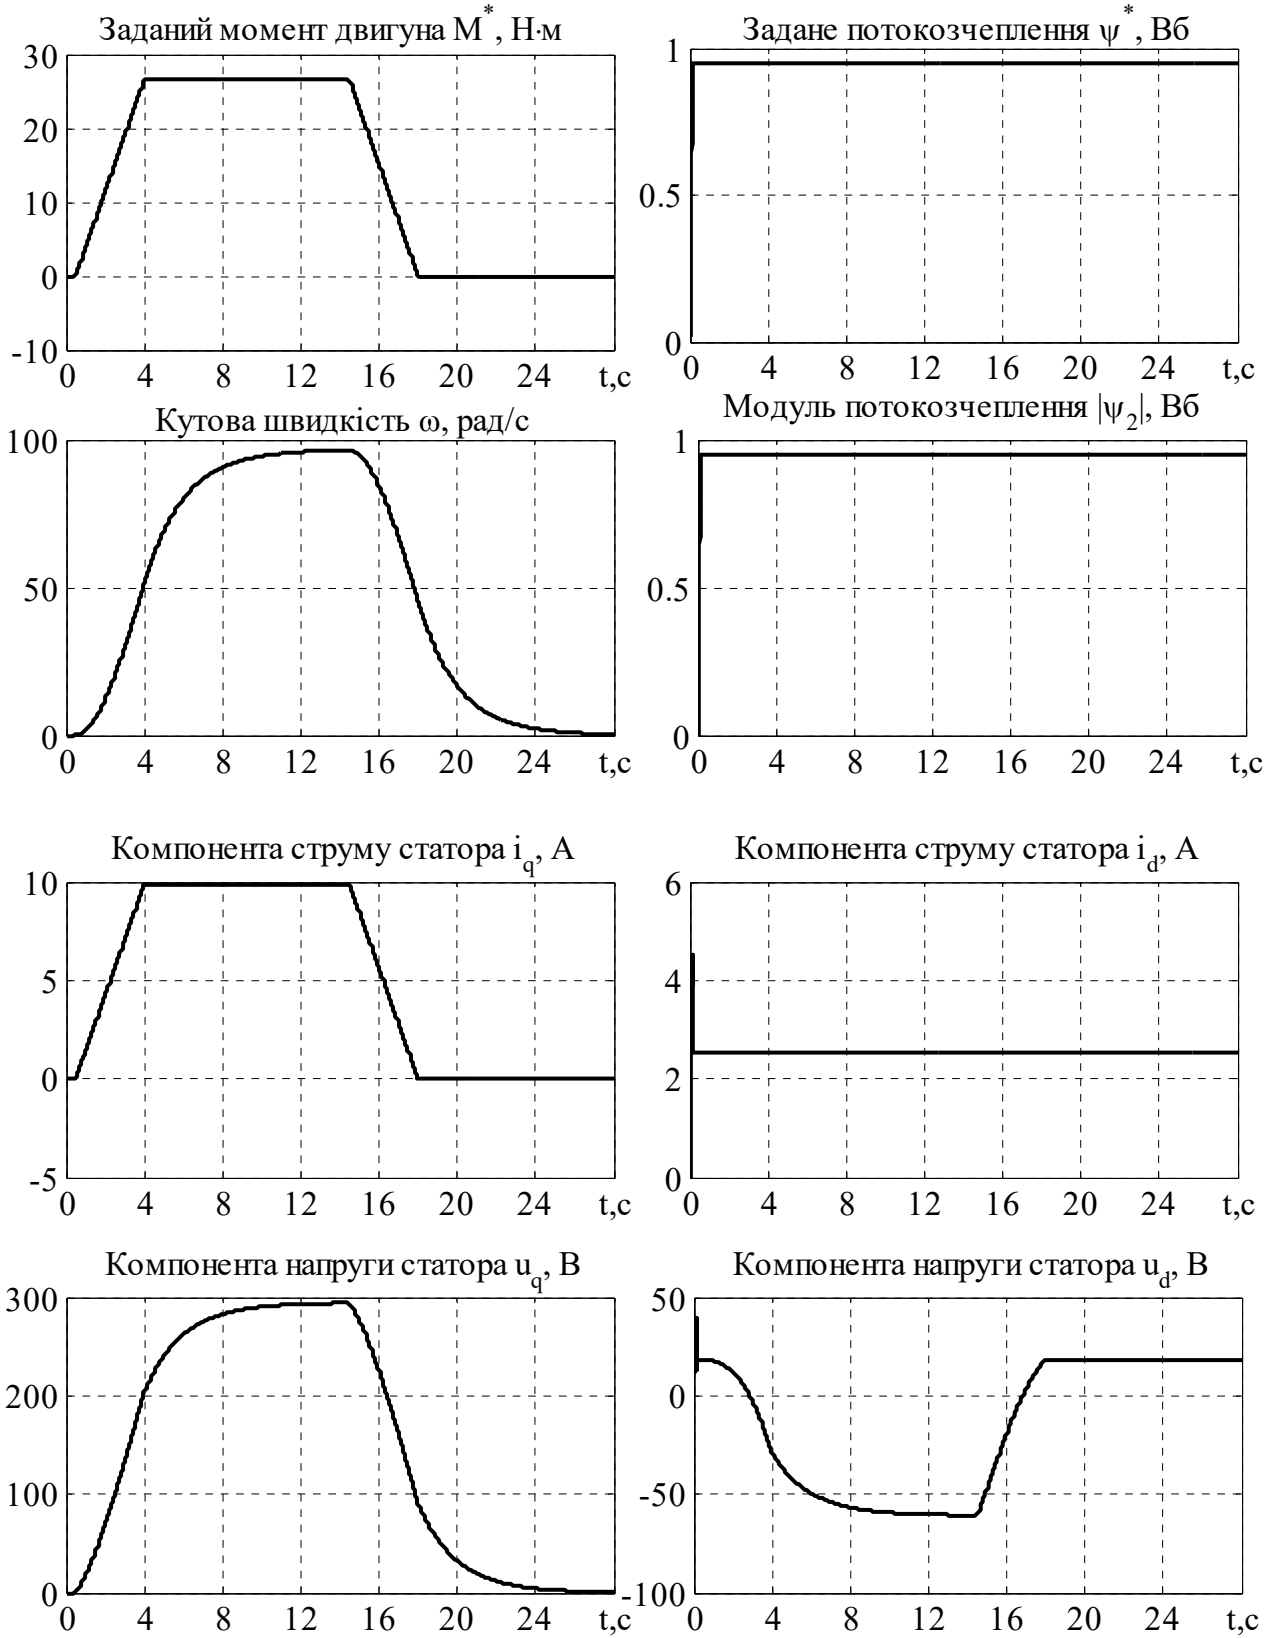 Заданий момент двигуна M*, Н·м
30
20
10
0
-10
0 4 8 12 16 20 24 t,c
Задане потокозчеплення ψ*, Вб
1
0.5
0
0 4 8 12 16 20 24 t,c
Кутова швидкість ω, рад/с
100
50
0
0 4 8 12 16 20 24 t,c
Модуль потокозчеплення |ψ₂|, Вб
1
0.5
0
0 4 8 12 16 20 24 t,c
Компонента струму статора i_q, А
10
5
0
-5
0 4 8 12 16 20 24 t,c
Компонента струму статора i_d, А
6
4
2
0
0 4 8 12 16 20 24 t,c
Компонента напруги статора u_q, В
300
200
100
0
0 4 8 12 16 20 24 t,c
Компонента напруги статора u_d, В
50
0
-50
-100
0 4 8 12 16 20 24 t,c